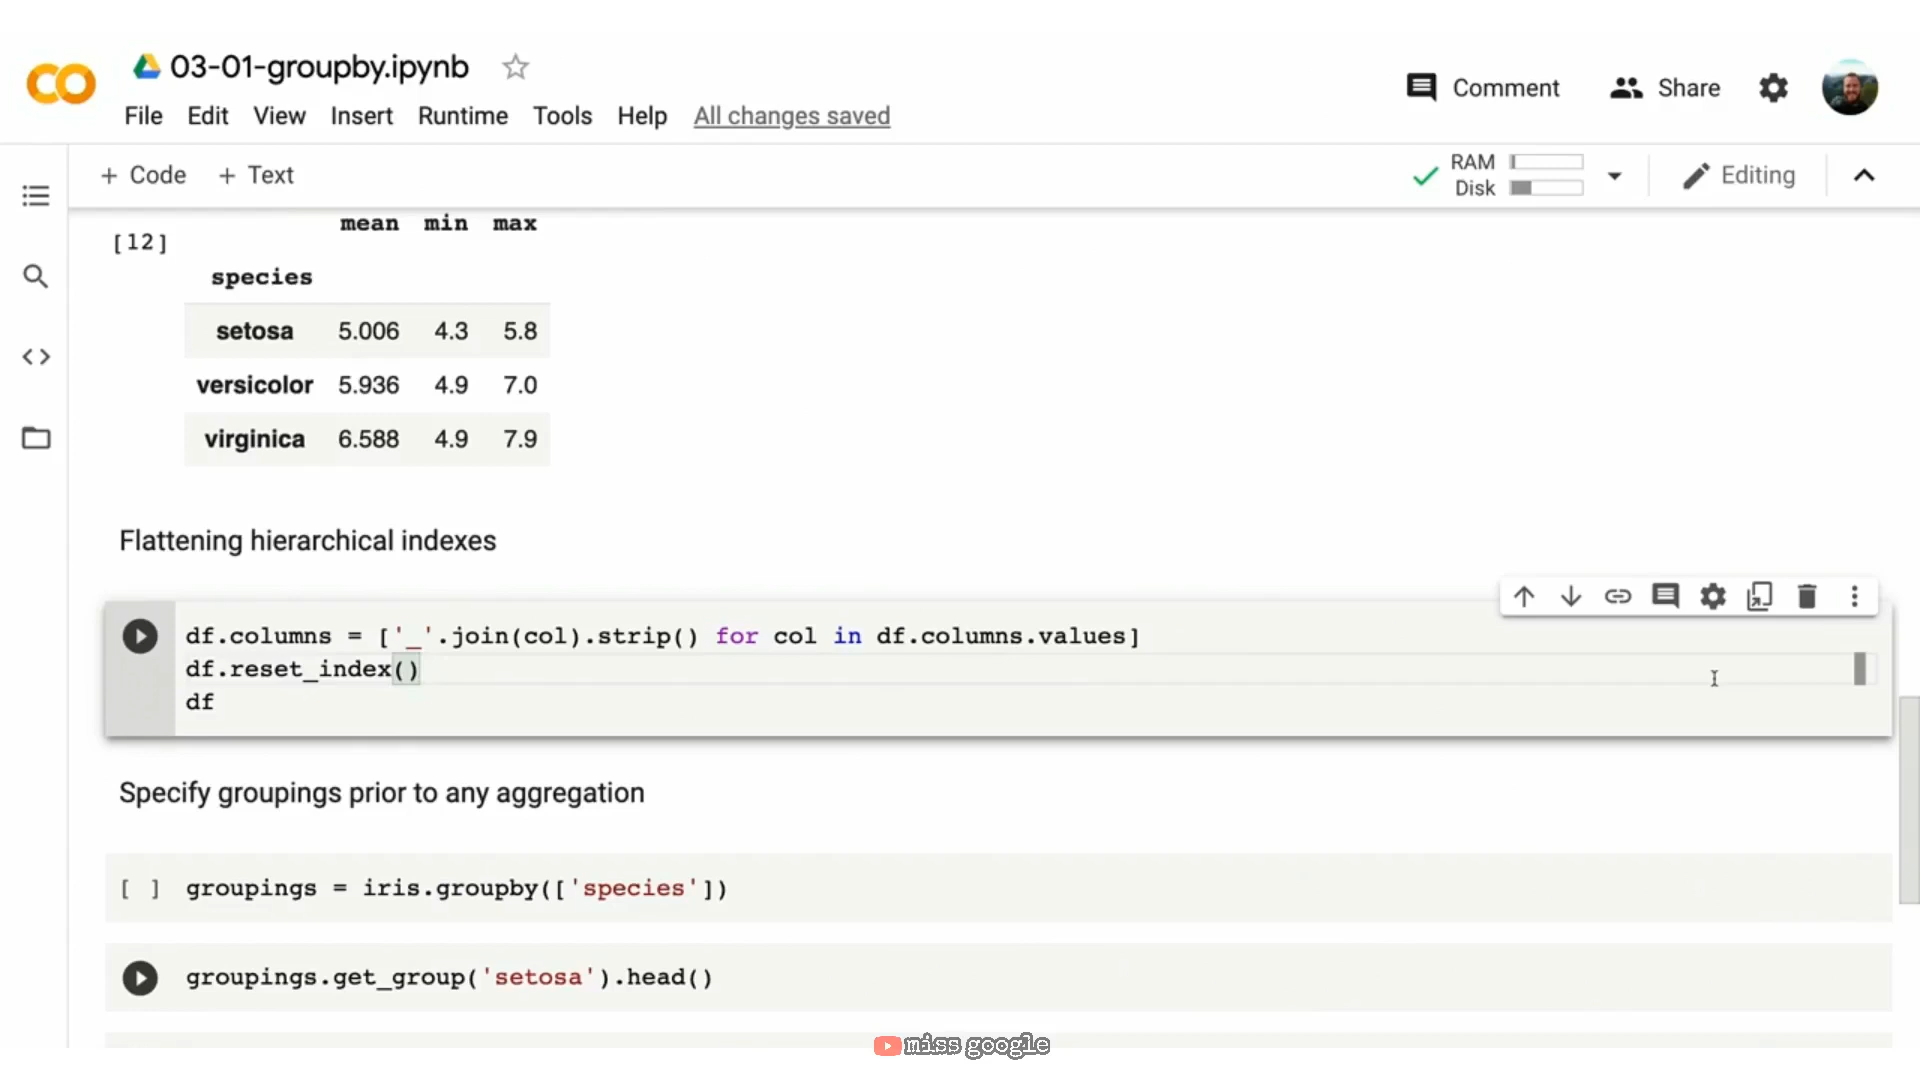 03-01-groupby.ipynb
File Edit View Insert Runtime Tools Help All changes saved
Comment Share
+ Code + Text
RAM
Disk
Editing
[12]
mean min max
species
setosa 5.006 4.3 5.8
versicolor 5.936 4.9 7.0
virginica 6.588 4.9 7.9
Flattening hierarchical indexes
df.columns = ['_'.join(col).strip() for col in df.columns.values]
df.reset_index()
df
Specify groupings prior to any aggregation
[ ] groupings = iris.groupby(['species'])
groupings.get_group('setosa').head()
miss google